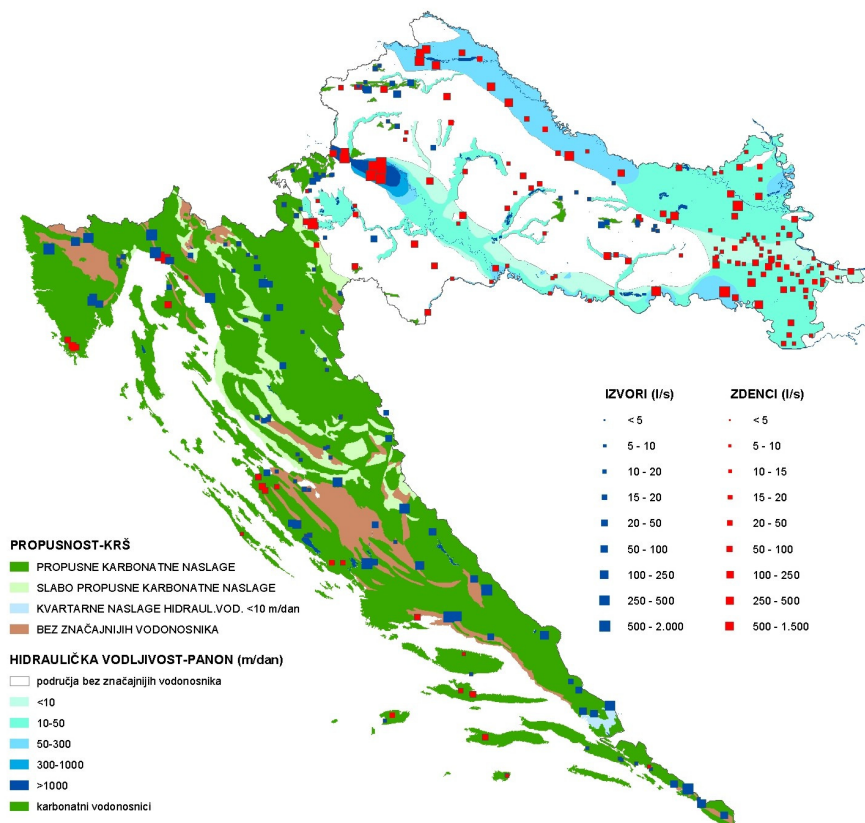 IZVORI (l/s)
< 5
5 - 10
10 - 20
15 - 20
20 - 50
50 - 100
100 - 250
250 - 500
500 - 2.000
ZDENCI (l/s)
< 5
5 - 10
10 - 15
15 - 20
20 - 50
50 - 100
100 - 250
250 - 500
500 - 1.500
PROPUSNOST-KRŠ
PROPUSNE KARBONATNE NASLAGE
SLABO PROPUSNE KARBONATNE NASLAGE
KVARTARNE NASLAGE HIDRAUL.VOD. <10 m/dan
BEZ ZNAČAJNIJIH VODONOSNIKA
HIDRAULIČKA VODLJIVOST-PANON (m/dan)
područja bez značajnijih vodonosnika
<10
10-50
50-300
300-1000
>1000
karbonatni vodonosnici